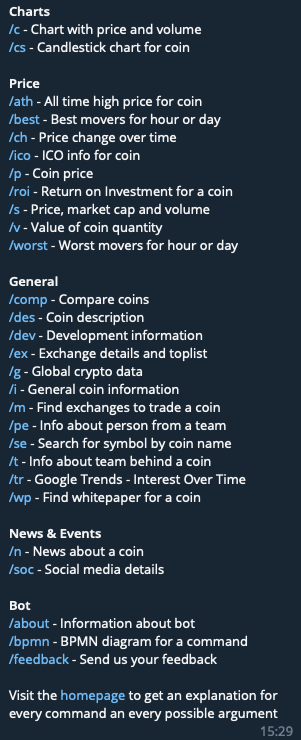 Charts
/c - Chart with price and volume
/cs - Candlestick chart for coin
Price
/ath - All time high price for coin
/best - Best movers for hour or day
/ch - Price change over time
/ico - ICO info for coin
/p - Coin price
/roi - Return on Investment for a coin
/s - Price, market cap and volume
/v - Value of coin quantity
/worst - Worst movers for hour or day
General
/comp - Compare coins
/des - Coin description
/dev - Development information
/ex - Exchange details and toplist
/g - Global crypto data
/i - General coin information
/m - Find exchanges to trade a coin
/pe - Info about person from a team
/se - Search for symbol by coin name
/t - Info about team behind a coin
/tr - Google Trends - Interest Over Time
/wp - Find whitepaper for a coin
News & Events
/n - News about a coin
/soc - Social media details
Bot
/about - Information about bot
/bpmn - BPMN diagram for a command
/feedback - Send us your feedback
Visit the homepage to get an explanation for
every command an every possible argument
15:29